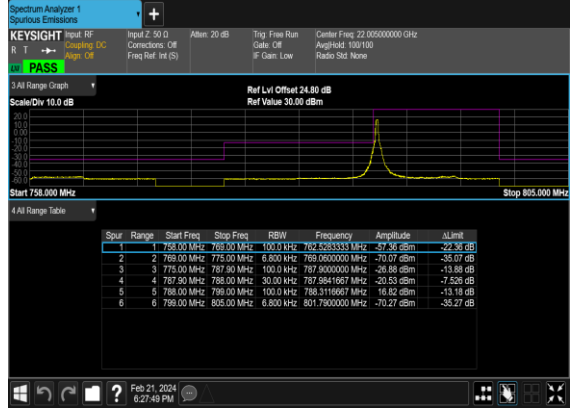 Spectrum Analyzer 1
Spurious Emissions
+
KEYSIGHT
R T
LW PASS
Input: RF
Coupling: DC
Align: Off
Input Z: 50 Ω
Corrections: Off
Freq Ref: Int (S)
Atten: 20 dB
Trig: Free Run
Gate: Off
IF Gain: Low
Center Freq: 22.005000000 GHz
Avg|Hold: 100/100
Radio Std: None
3 All Range Graph
Scale/Div 10.0 dB
Ref Lvl Offset 24.80 dB
Ref Value 30.00 dBm
20.0
10.0
0.00
-10.0
-20.0
-30.0
-40.0
-50.0
-60.0
Start 758.000 MHz
Stop 805.000 MHz
4 All Range Table
Spur Range Start Freq Stop Freq RBW Frequency Amplitude ΔLimit
1 1 758.00 MHz 769.00 MHz 100.0 kHz 762.5283333 MHz -57.36 dBm -22.36 dB
2 2 769.00 MHz 775.00 MHz 6.800 kHz 769.0600000 MHz -70.07 dBm -35.07 dB
3 3 775.00 MHz 787.90 MHz 100.0 kHz 787.9000000 MHz -26.88 dBm -13.88 dB
4 4 787.90 MHz 788.00 MHz 30.00 kHz 787.9841667 MHz -20.53 dBm -7.526 dB
5 5 788.00 MHz 799.00 MHz 100.0 kHz 788.3116667 MHz 16.82 dBm -13.18 dB
6 6 799.00 MHz 805.00 MHz 6.800 kHz 801.7900000 MHz -70.27 dBm -35.27 dB
?
Feb 21, 2024
6:27:49 PM